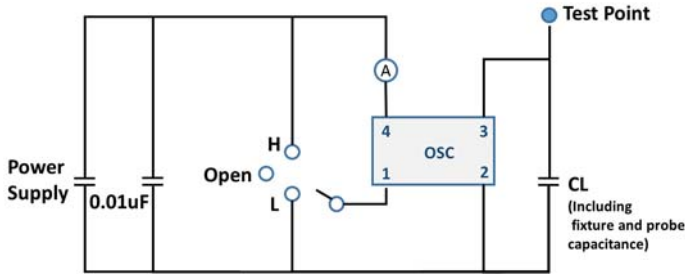 Test Point
A
H
4
3
OSC
Power
Supply
0.01uF
Open
1
2
L
CL
(Including
fixture and probe
capacitance)